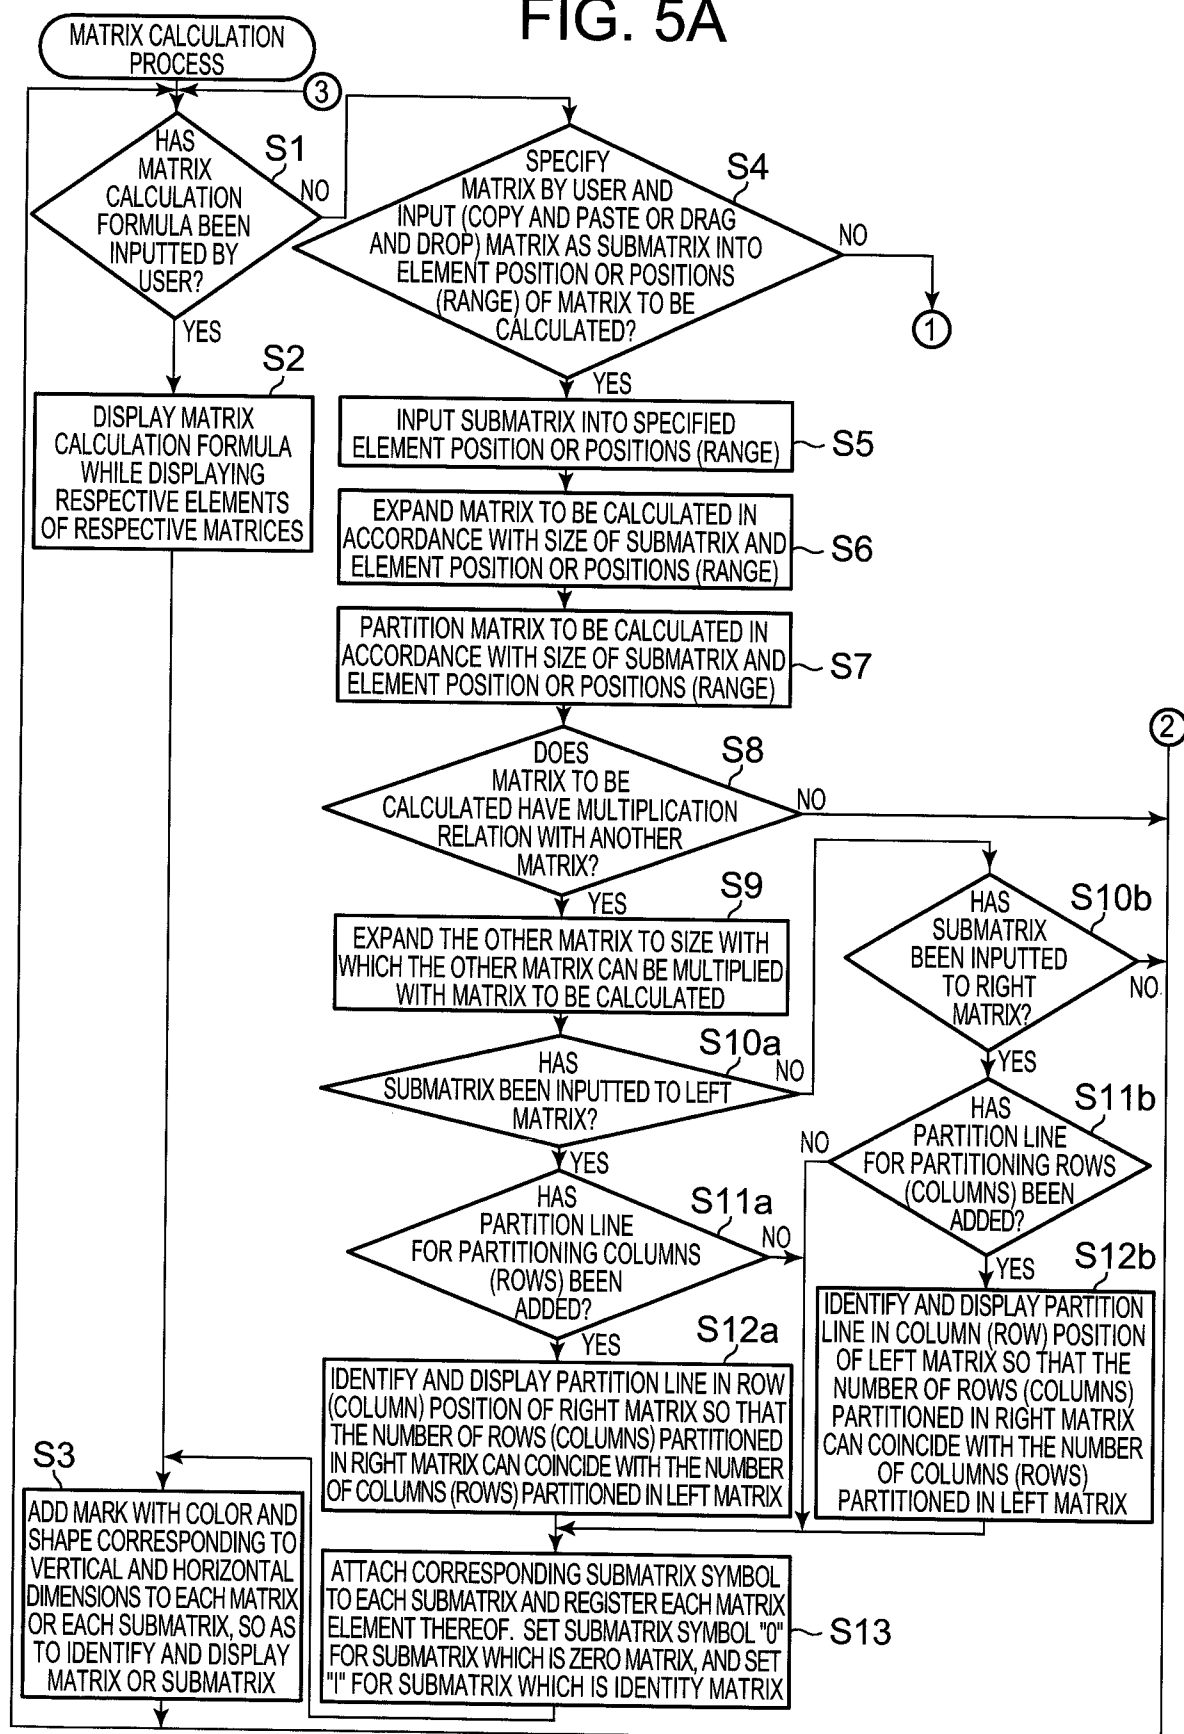 FIG. 5A
MATRIX CALCULATION
PROCESS
3
HAS
MATRIX
CALCULATION
FORMULA BEEN
INPUTTED BY
USER?
S1
NO
YES
S2
DISPLAY MATRIX
CALCULATION FORMULA
WHILE DISPLAYING
RESPECTIVE ELEMENTS
OF RESPECTIVE MATRICES
SPECIFY
MATRIX BY USER AND
INPUT (COPY AND PASTE OR DRAG
AND DROP) MATRIX AS SUBMATRIX INTO
ELEMENT POSITION OR POSITIONS
(RANGE) OF MATRIX TO BE
CALCULATED?
S4
NO
1
YES
INPUT SUBMATRIX INTO SPECIFIED
ELEMENT POSITION OR POSITIONS (RANGE)
S5
EXPAND MATRIX TO BE CALCULATED IN
ACCORDANCE WITH SIZE OF SUBMATRIX AND
ELEMENT POSITION OR POSITIONS (RANGE)
S6
PARTITION MATRIX TO BE CALCULATED IN
ACCORDANCE WITH SIZE OF SUBMATRIX AND
ELEMENT POSITION OR POSITIONS (RANGE)
S7
2
DOES
MATRIX TO BE
CALCULATED HAVE MULTIPLICATION
RELATION WITH ANOTHER
MATRIX?
S8
NO
YES
S9
EXPAND THE OTHER MATRIX TO SIZE WITH
WHICH THE OTHER MATRIX CAN BE MULTIPLIED
WITH MATRIX TO BE CALCULATED
HAS
SUBMATRIX BEEN INPUTTED TO LEFT
MATRIX?
S10a
NO
YES
HAS
SUBMATRIX
BEEN INPUTTED
TO RIGHT
MATRIX?
S10b
NO
YES
HAS
PARTITION LINE
FOR PARTITIONING COLUMNS
(ROWS) BEEN
ADDED?
S11a
NO
YES
HAS
PARTITION LINE
FOR PARTITIONING ROWS
(COLUMNS) BEEN
ADDED?
S11b
NO
YES
S12a
IDENTIFY AND DISPLAY PARTITION LINE IN ROW
(COLUMN) POSITION OF RIGHT MATRIX SO THAT
THE NUMBER OF ROWS (COLUMNS) PARTITIONED
IN RIGHT MATRIX CAN COINCIDE WITH THE NUMBER
OF COLUMNS (ROWS) PARTITIONED IN LEFT MATRIX
S12b
IDENTIFY AND DISPLAY PARTITION
LINE IN COLUMN (ROW) POSITION
OF LEFT MATRIX SO THAT THE
NUMBER OF ROWS (COLUMNS)
PARTITIONED IN RIGHT MATRIX
CAN COINCIDE WITH THE NUMBER
OF COLUMNS (ROWS)
PARTITIONED IN LEFT MATRIX
S3
ADD MARK WITH COLOR AND
SHAPE CORRESPONDING TO
VERTICAL AND HORIZONTAL
DIMENSIONS TO EACH MATRIX
OR EACH SUBMATRIX, SO AS
TO IDENTIFY AND DISPLAY
MATRIX OR SUBMATRIX
ATTACH CORRESPONDING SUBMATRIX SYMBOL
TO EACH SUBMATRIX AND REGISTER EACH MATRIX
ELEMENT THEREOF. SET SUBMATRIX SYMBOL "0"
FOR SUBMATRIX WHICH IS ZERO MATRIX, AND SET
"I" FOR SUBMATRIX WHICH IS IDENTITY MATRIX
S13